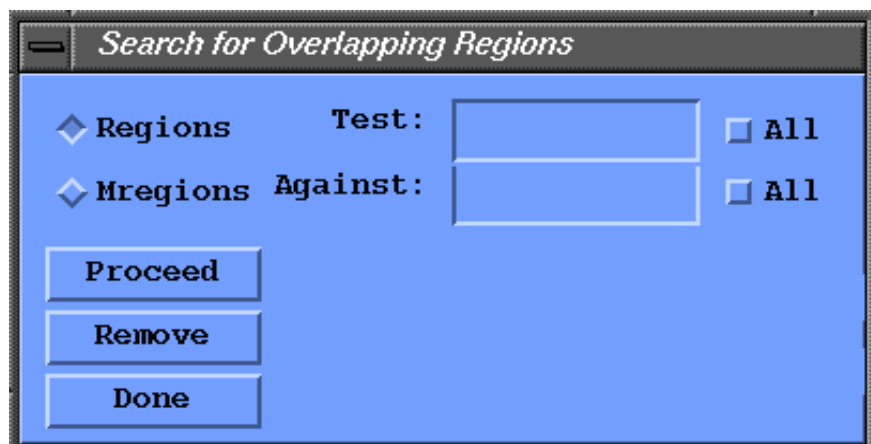 Search for Overlapping Regions
Regions Test: All
Mregions Against: All
Proceed
Remove
Done